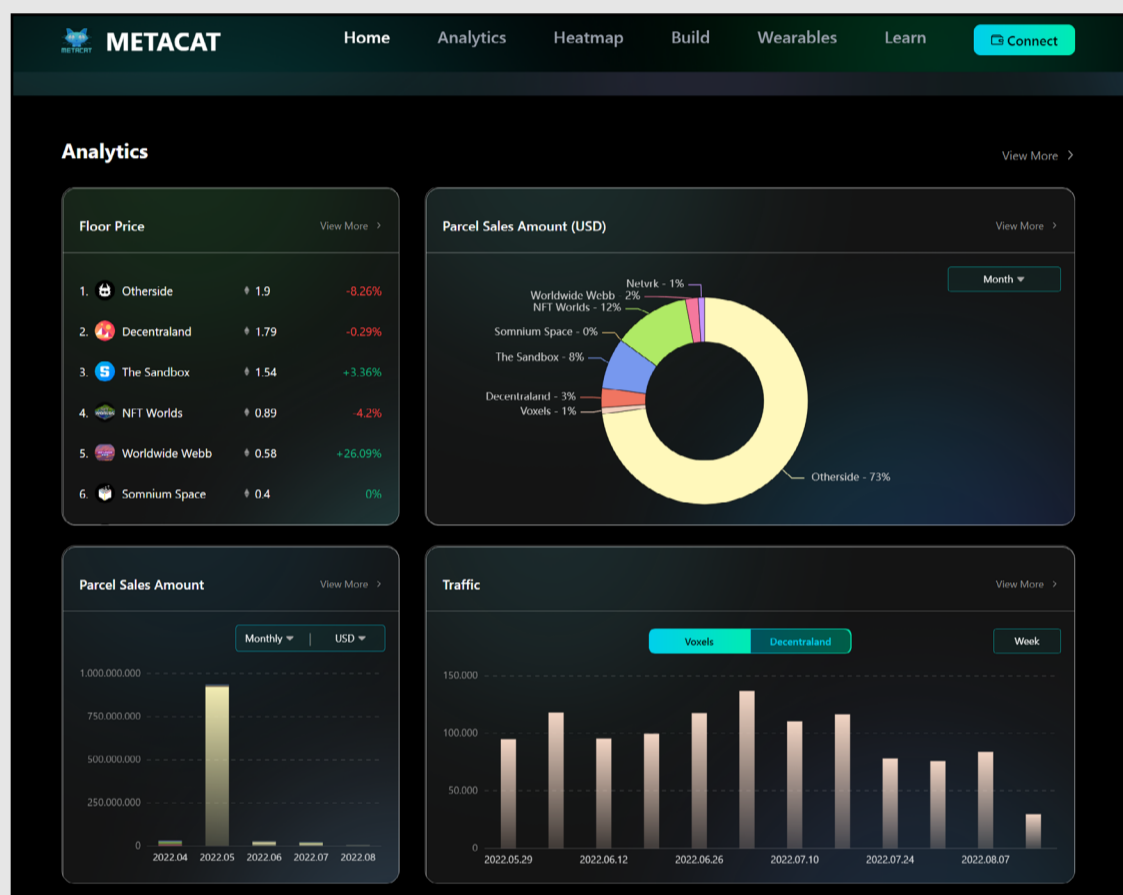 METACAT
METACAT
Home
Analytics
Heatmap
Build
Wearables
Learn
Connect
Analytics
View More
Floor Price
View More
1. Otherside 1.9 -8.26%
2. Decentraland 1.79 -0.29%
3. The Sandbox 1.54 +3.36%
4. NFT Worlds 0.89 -4.2%
5. Worldwide Webb 0.58 +26.09%
6. Somnium Space 0.4 0%
Parcel Sales Amount (USD)
View More
Month
Netvrk - 1%
Worldwide Webb 2%
NFT Worlds - 12%
Somnium Space - 0%
The Sandbox - 8%
Decentraland - 3%
Voxels - 1%
Otherside - 73%
Parcel Sales Amount
View More
Monthly | USD
1.000.000.000
750.000.000
500.000.000
250.000.000
0
2022.04 2022.05 2022.06 2022.07 2022.08
Traffic
View More
Voxels
Decentraland
Week
150.000
100.000
50.000
0
2022.05.29 2022.06.12 2022.06.26 2022.07.10 2022.07.24 2022.08.07